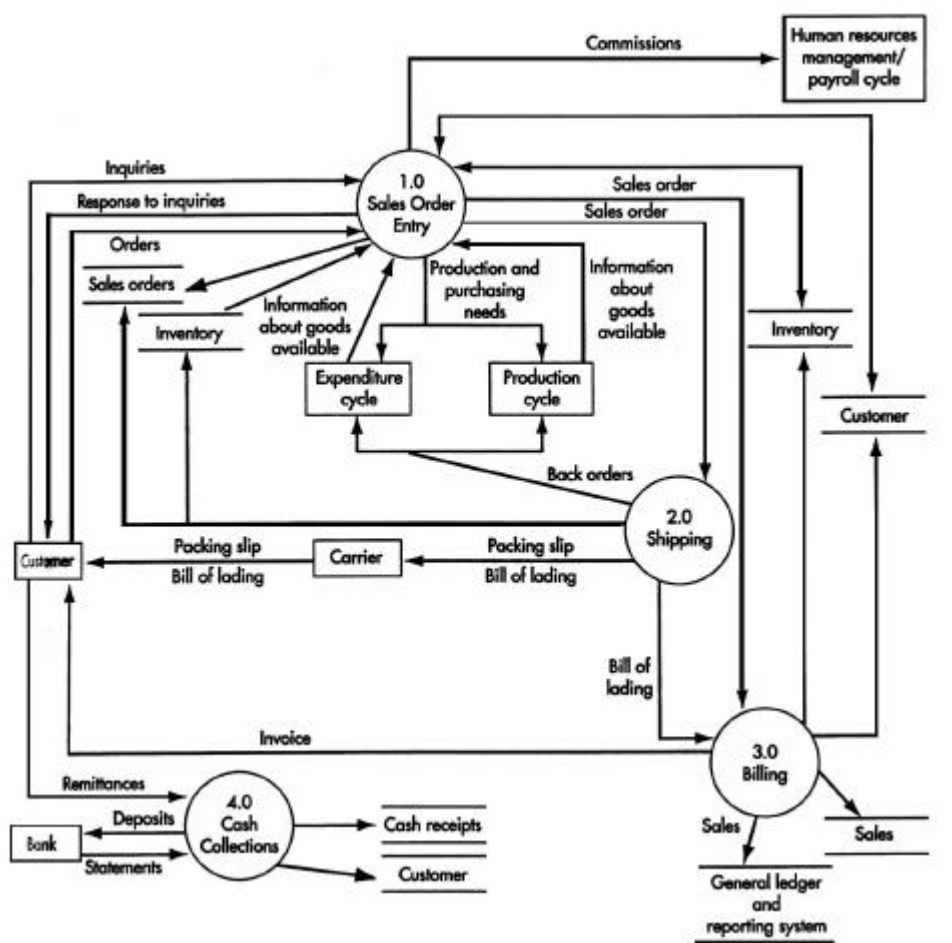 Commissions
Human resources
management/
payroll cycle
Inquiries
1.0
Sales Order
Entry
Sales order
Response to inquiries
Sales order
Orders
Sales orders
Information
about goods
available
Production and
purchasing
needs
Information
about
goods
available
Inventory
Inventory
Expenditure
cycle
Production
cycle
Customer
Back orders
2.0
Shipping
Customer
Packing slip
Bill of lading
Carrier
Packing slip
Bill of lading
Bill of
lading
Invoice
3.0
Billing
Remittances
4.0
Cash
Collections
Deposits
Bank
Statements
Cash receipts
Customer
Sales
Sales
General ledger
and
reporting system